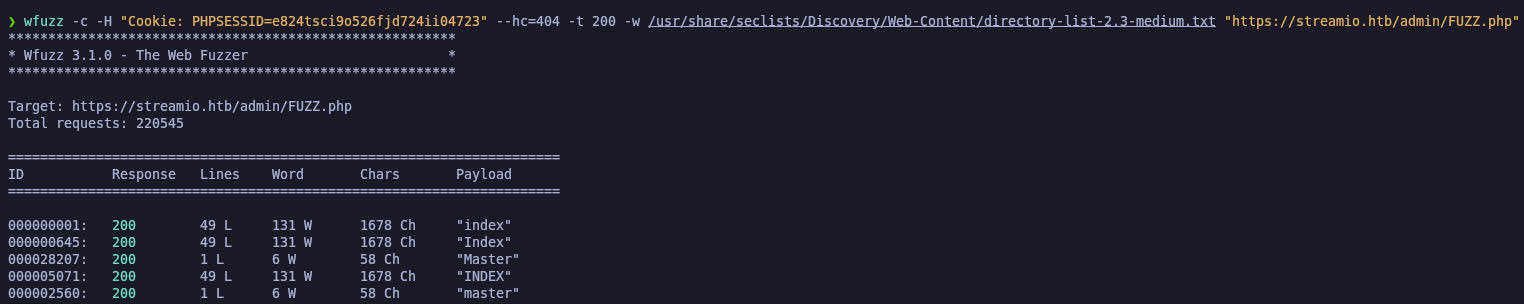 ❯ wfuzz -c -H "Cookie: PHPSESSID=e824tsci9o526fjd724ii04723" --hc=404 -t 200 -w /usr/share/seclists/Discovery/Web-Content/directory-list-2.3-medium.txt "https://streamio.htb/admin/FUZZ.php"
********************************************************
* Wfuzz 3.1.0 - The Web Fuzzer                         *
********************************************************
Target: https://streamio.htb/admin/FUZZ.php
Total requests: 220545
=====================================================================
ID           Response   Lines    Word       Chars       Payload
=====================================================================
000000001:   200        49 L     131 W      1678 Ch     "index"
000000645:   200        49 L     131 W      1678 Ch     "Index"
000028207:   200        1 L      6 W        58 Ch       "Master"
000005071:   200        49 L     131 W      1678 Ch     "INDEX"
000002560:   200        1 L      6 W        58 Ch       "master"